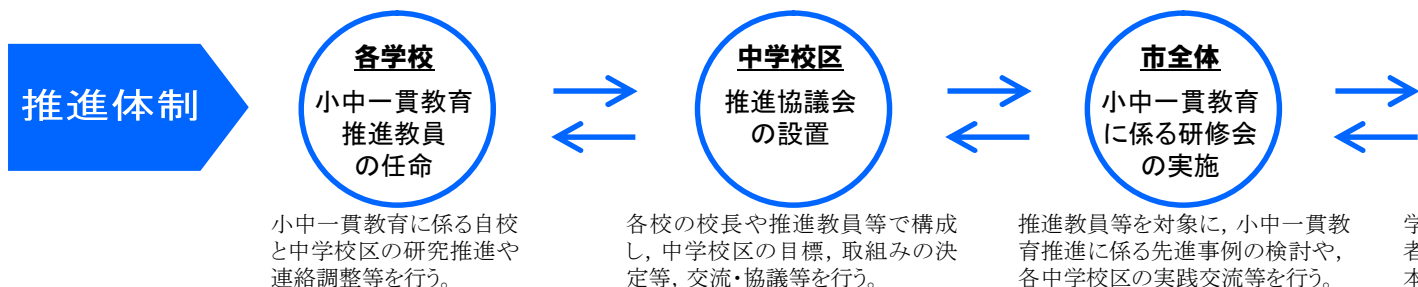 推進体制
各学校
小中一貫教育
推進教員
の任命
小中一貫教育に係る自校
と中学校区の研究推進や
連絡調整等を行う。
中学校区
推進協議会
の設置
各校の校長や推進教員等で構成
し，中学校区の目標，取組みの決
定等，交流・協議等を行う。
市全体
小中一貫教育
に係る研修会
の実施
推進教員等を対象に，小中一貫教
育推進に係る先進事例の検討や，
各中学校区の実践交流等を行う。
学
者
本